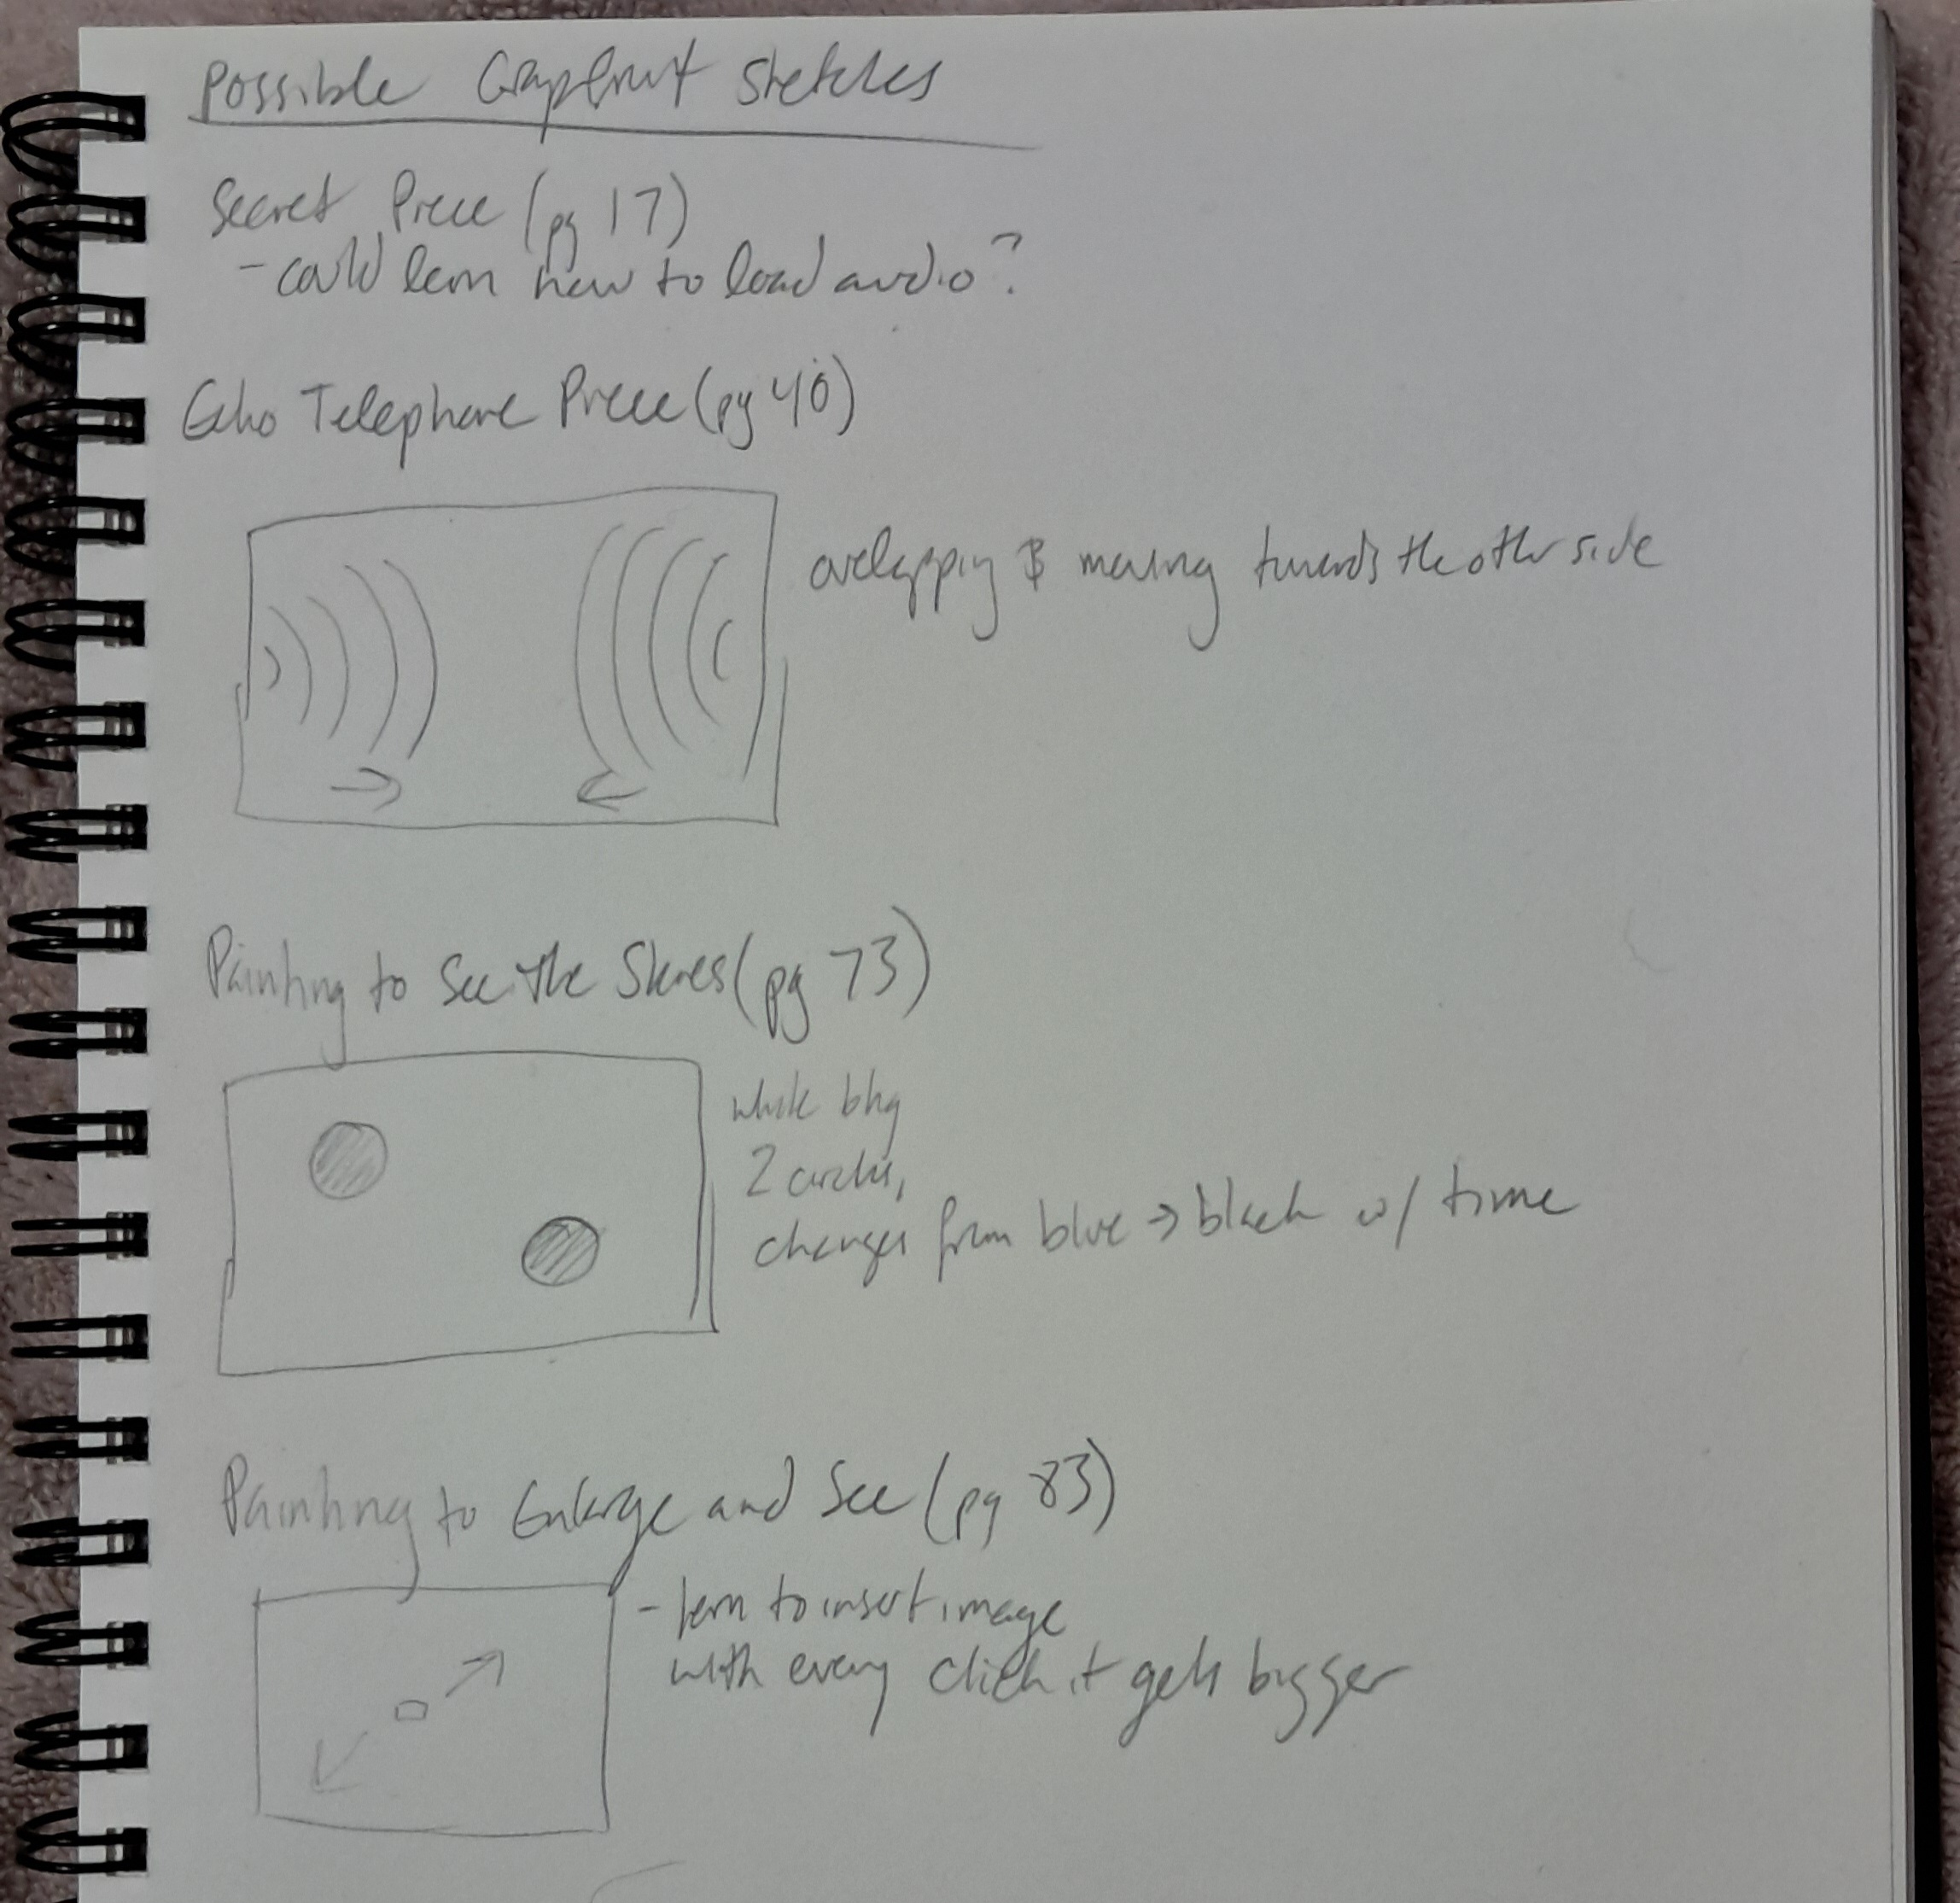 Possible Grapefruit Sketches
Secret Piece (pg 17)
- could learn how to load audio?
Echo Telephone Piece (pg 40)
overlapping & moving towards the other side
Painting to See the Skies (pg 73)
white bkg
2 circles,
changes from blue → black w/ time
Painting to Enlarge and See (pg 83)
- learn to insert image
with every click it gets bigger